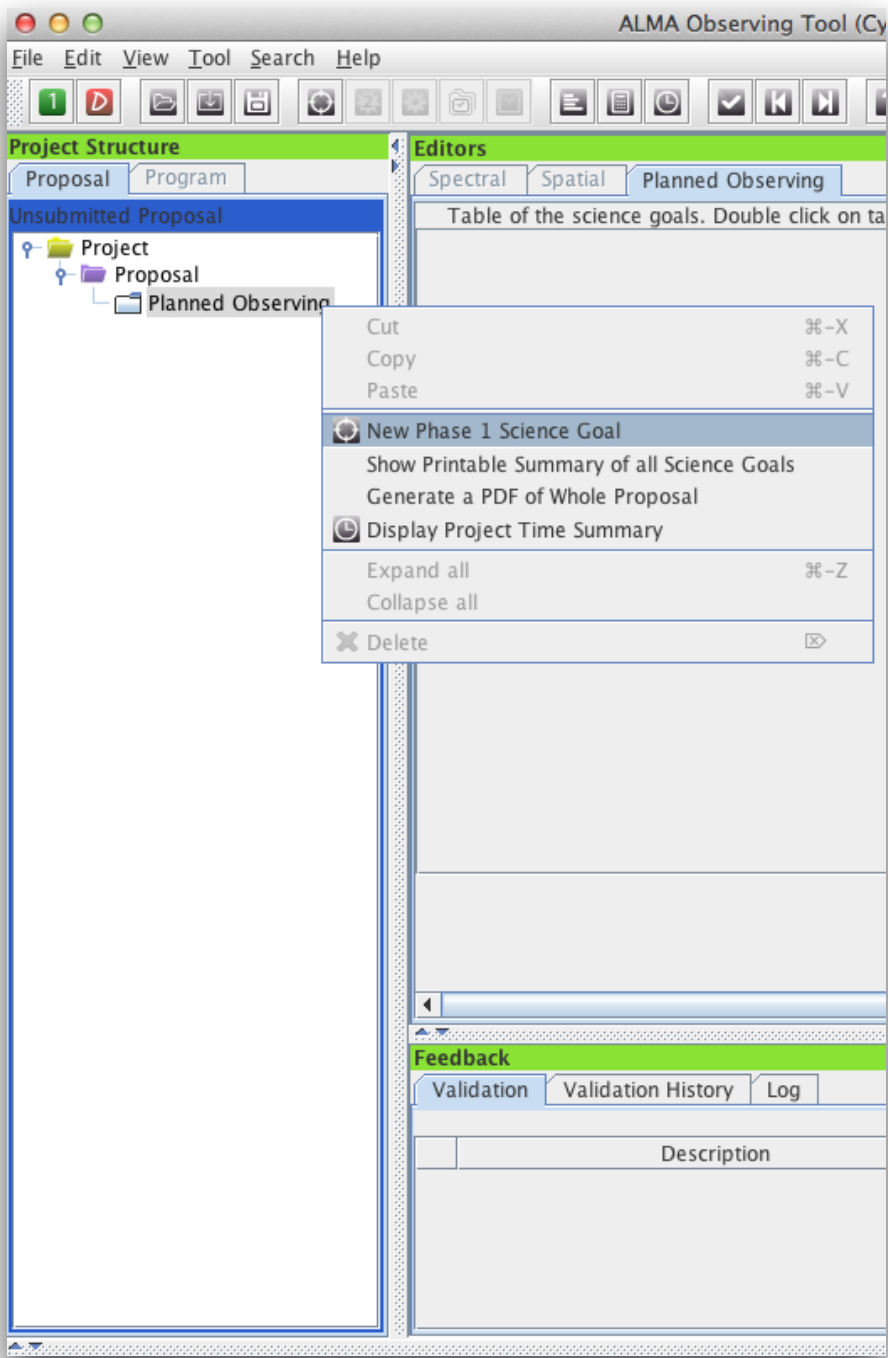 ALMA Observing Tool (Cy
File Edit View Tool Search Help
1 D 2
Project Structure
Proposal Program
Unsubmitted Proposal
Project
Proposal
Planned Observing
Editors
Spectral Spatial Planned Observing
Table of the science goals. Double click on ta
Cut ⌘-X
Copy ⌘-C
Paste ⌘-V
New Phase 1 Science Goal
Show Printable Summary of all Science Goals
Generate a PDF of Whole Proposal
Display Project Time Summary
Expand all ⌘-Z
Collapse all
Delete ⌦
Feedback
Validation Validation History Log
Description